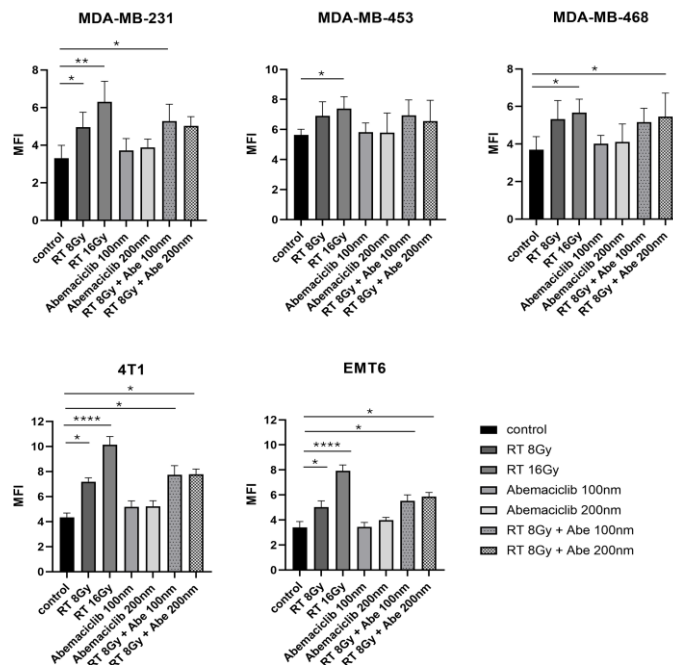 MDA-MB-231
MDA-MB-453
MDA-MB-468
*
**
*
8
6
4
2
0
MFI
control
RT 8Gy
RT 16Gy
Abemaciclib 100nm
Abemaciclib 200nm
RT 8Gy + Abe 100nm
RT 8Gy + Abe 200nm
*
10
8
6
4
2
0
MFI
control
RT 8Gy
RT 16Gy
Abemaciclib 100nm
Abemaciclib 200nm
RT 8Gy + Abe 100nm
RT 8Gy + Abe 200nm
*
*
8
6
4
2
0
MFI
control
RT 8Gy
RT 16Gy
Abemaciclib 100nm
Abemaciclib 200nm
RT 8Gy + Abe 100nm
RT 8Gy + Abe 200nm
4T1
EMT6
*
*
****
*
12
10
8
6
4
2
0
MFI
control
RT 8Gy
RT 16Gy
Abemaciclib 100nm
Abemaciclib 200nm
RT 8Gy + Abe 100nm
RT 8Gy + Abe 200nm
*
*
****
*
12
10
8
6
4
2
0
MFI
control
RT 8Gy
RT 16Gy
Abemaciclib 100nm
Abemaciclib 200nm
RT 8Gy + Abe 100nm
RT 8Gy + Abe 200nm
control
RT 8Gy
RT 16Gy
Abemaciclib 100nm
Abemaciclib 200nm
RT 8Gy + Abe 100nm
RT 8Gy + Abe 200nm